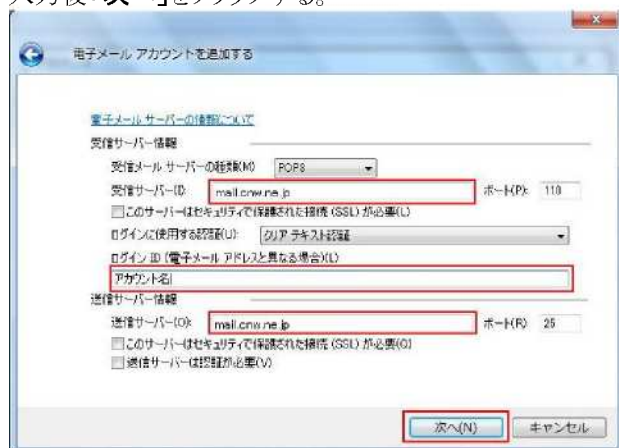 入力後「次へ」をクリックする。
電子メール アカウントを追加する
電子メール サーバーの情報について
受信サーバー情報
受信メール サーバーの種類(M) POP3
受信サーバー(I): mail.cnw.ne.jp ポート(P): 110
このサーバーはセキュリティで保護された接続 (SSL) が必要(L)
ログインに使用する認証(U): クリア テキスト認証
ログイン ID (電子メール アドレスと異なる場合)(L)
アカウント名
送信サーバー情報
送信サーバー(O): mail.cnw.ne.jp ポート(R) 25
このサーバーはセキュリティで保護された接続 (SSL) が必要(Q)
送信サーバーは認証が必要(V)
次へ(N) キャンセル